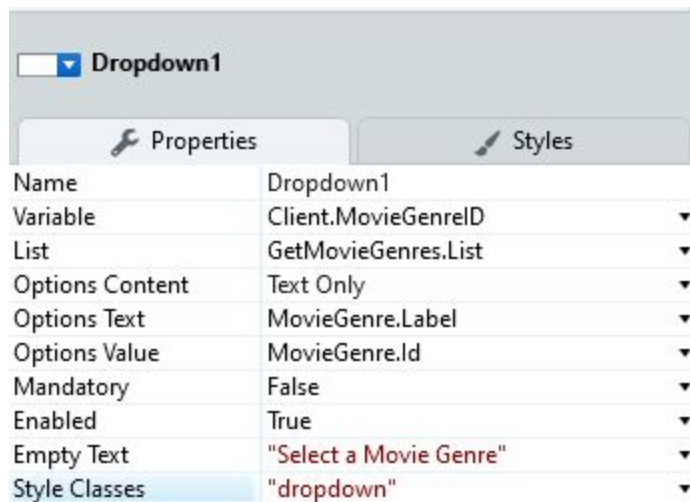 Dropdown1
Properties Styles
Name Dropdown1
Variable Client.MovieGenreID
List GetMovieGenres.List
Options Content Text Only
Options Text MovieGenre.Label
Options Value MovieGenre.Id
Mandatory False
Enabled True
Empty Text "Select a Movie Genre"
Style Classes "dropdown"